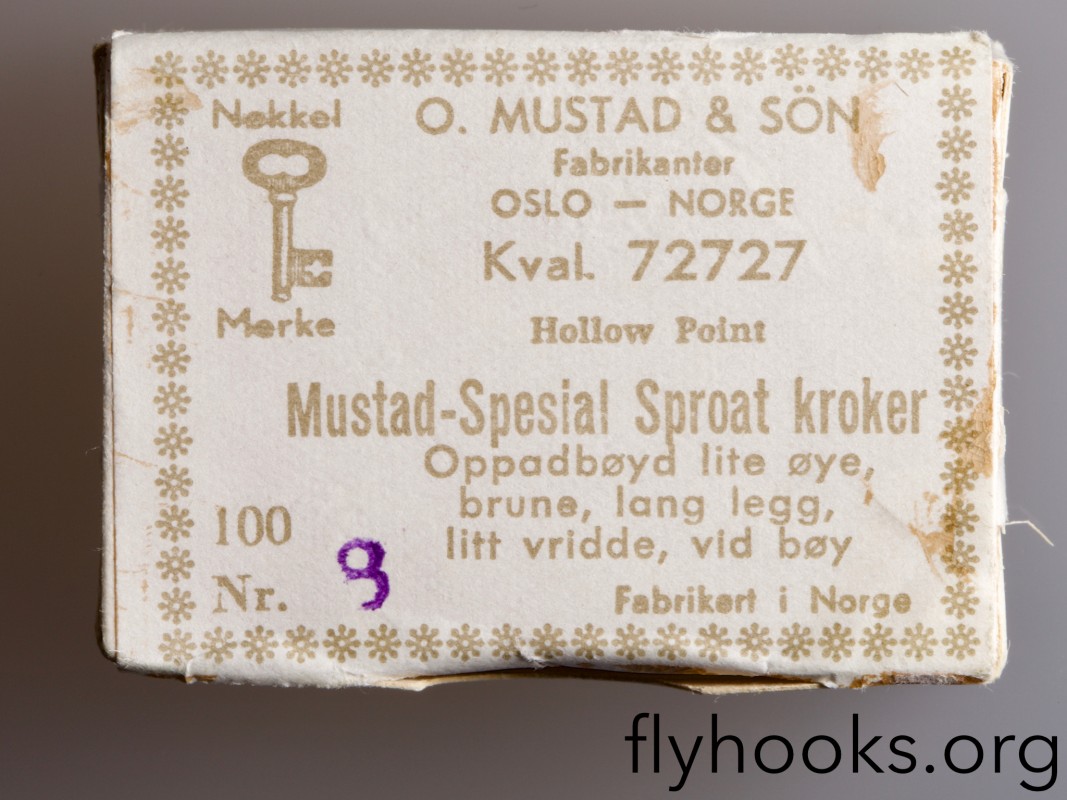 Nøkkel
Merke
O. MUSTAD & SÖN
Fabrikanter
OSLO — NORGE
Kval. 72727
Hollow Point
Mustad-Spesial Sproat kroker
Oppadbøyd lite øye,
brune, lang legg,
litt vridde, vid bøy
100
Nr. 9
Fabrikert i Norge
flyhooks.org